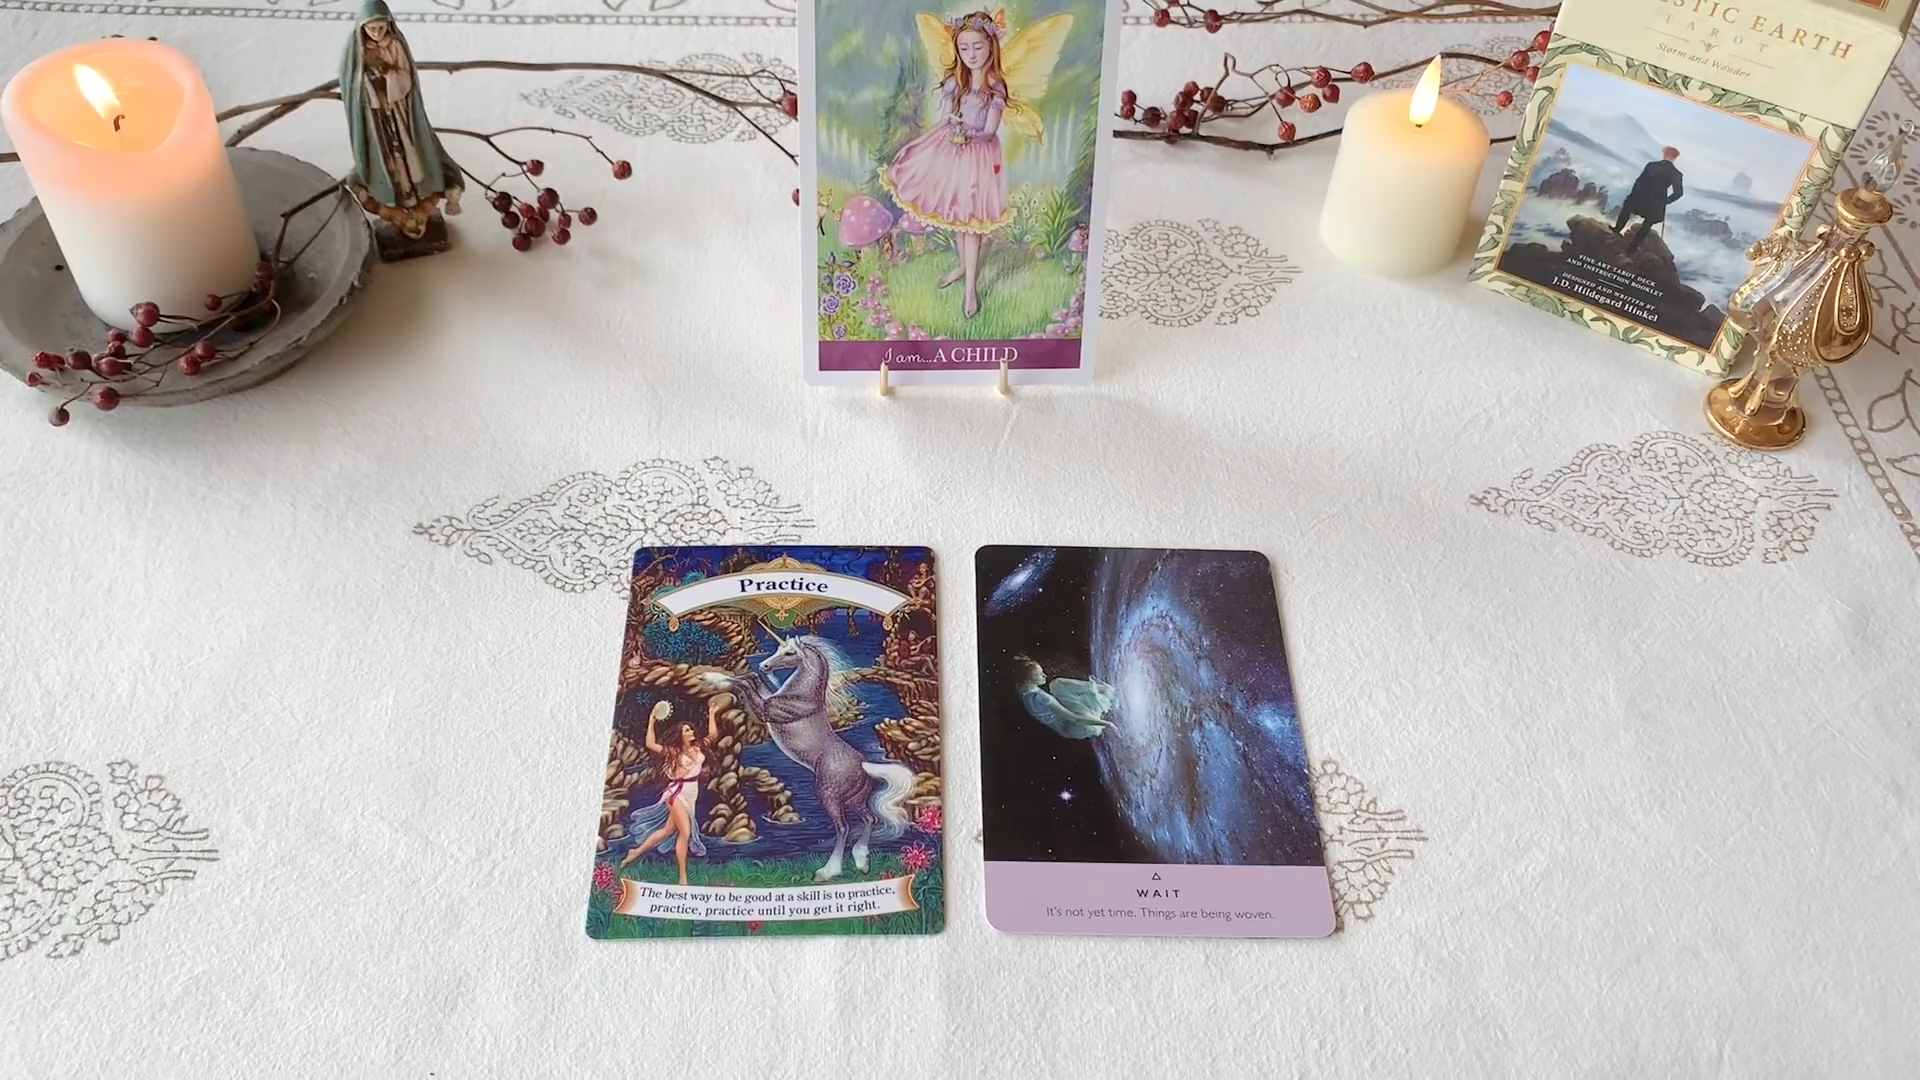 STIC EARTH
TAROT
Storm and Wonder
FINE ART TAROT DECK
AND INSTRUCTION BOOKLET
DESIGNED AND WRITTEN BY
J.D. Hildegard Hinkel
I am...A CHILD
Practice
The best way to be good at a skill is to practice,
practice, practice until you get it right.
WAIT
It's not yet time. Things are being woven.